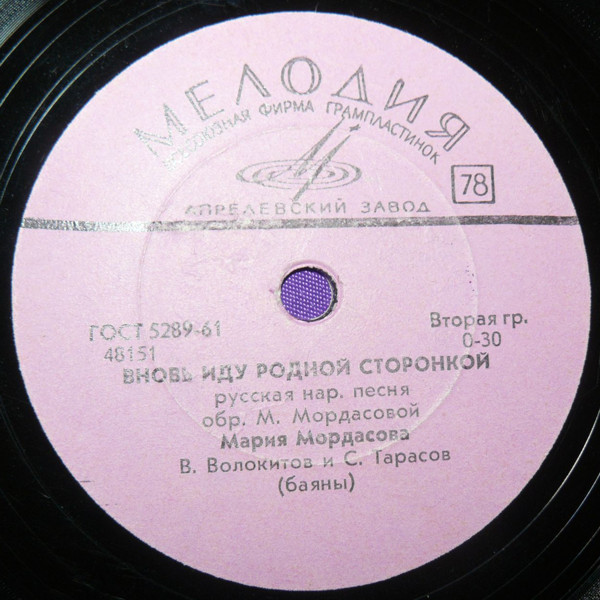 МЕЛОДИЯ
ВСЕСОЮЗНАЯ ФИРМА ГРАМПЛАСТИНОК
78
АПРЕЛЕВСКИЙ ЗАВОД
ГОСТ 5289-61
Вторая гр.
48151
0-30
ВНОВЬ ИДУ РОДНОЙ СТОРОНКОЙ
русская нар. песня
обр. М. Мордасовой
Мария Мордасова
В. Волокитов и С. Тарасов
(баяны)